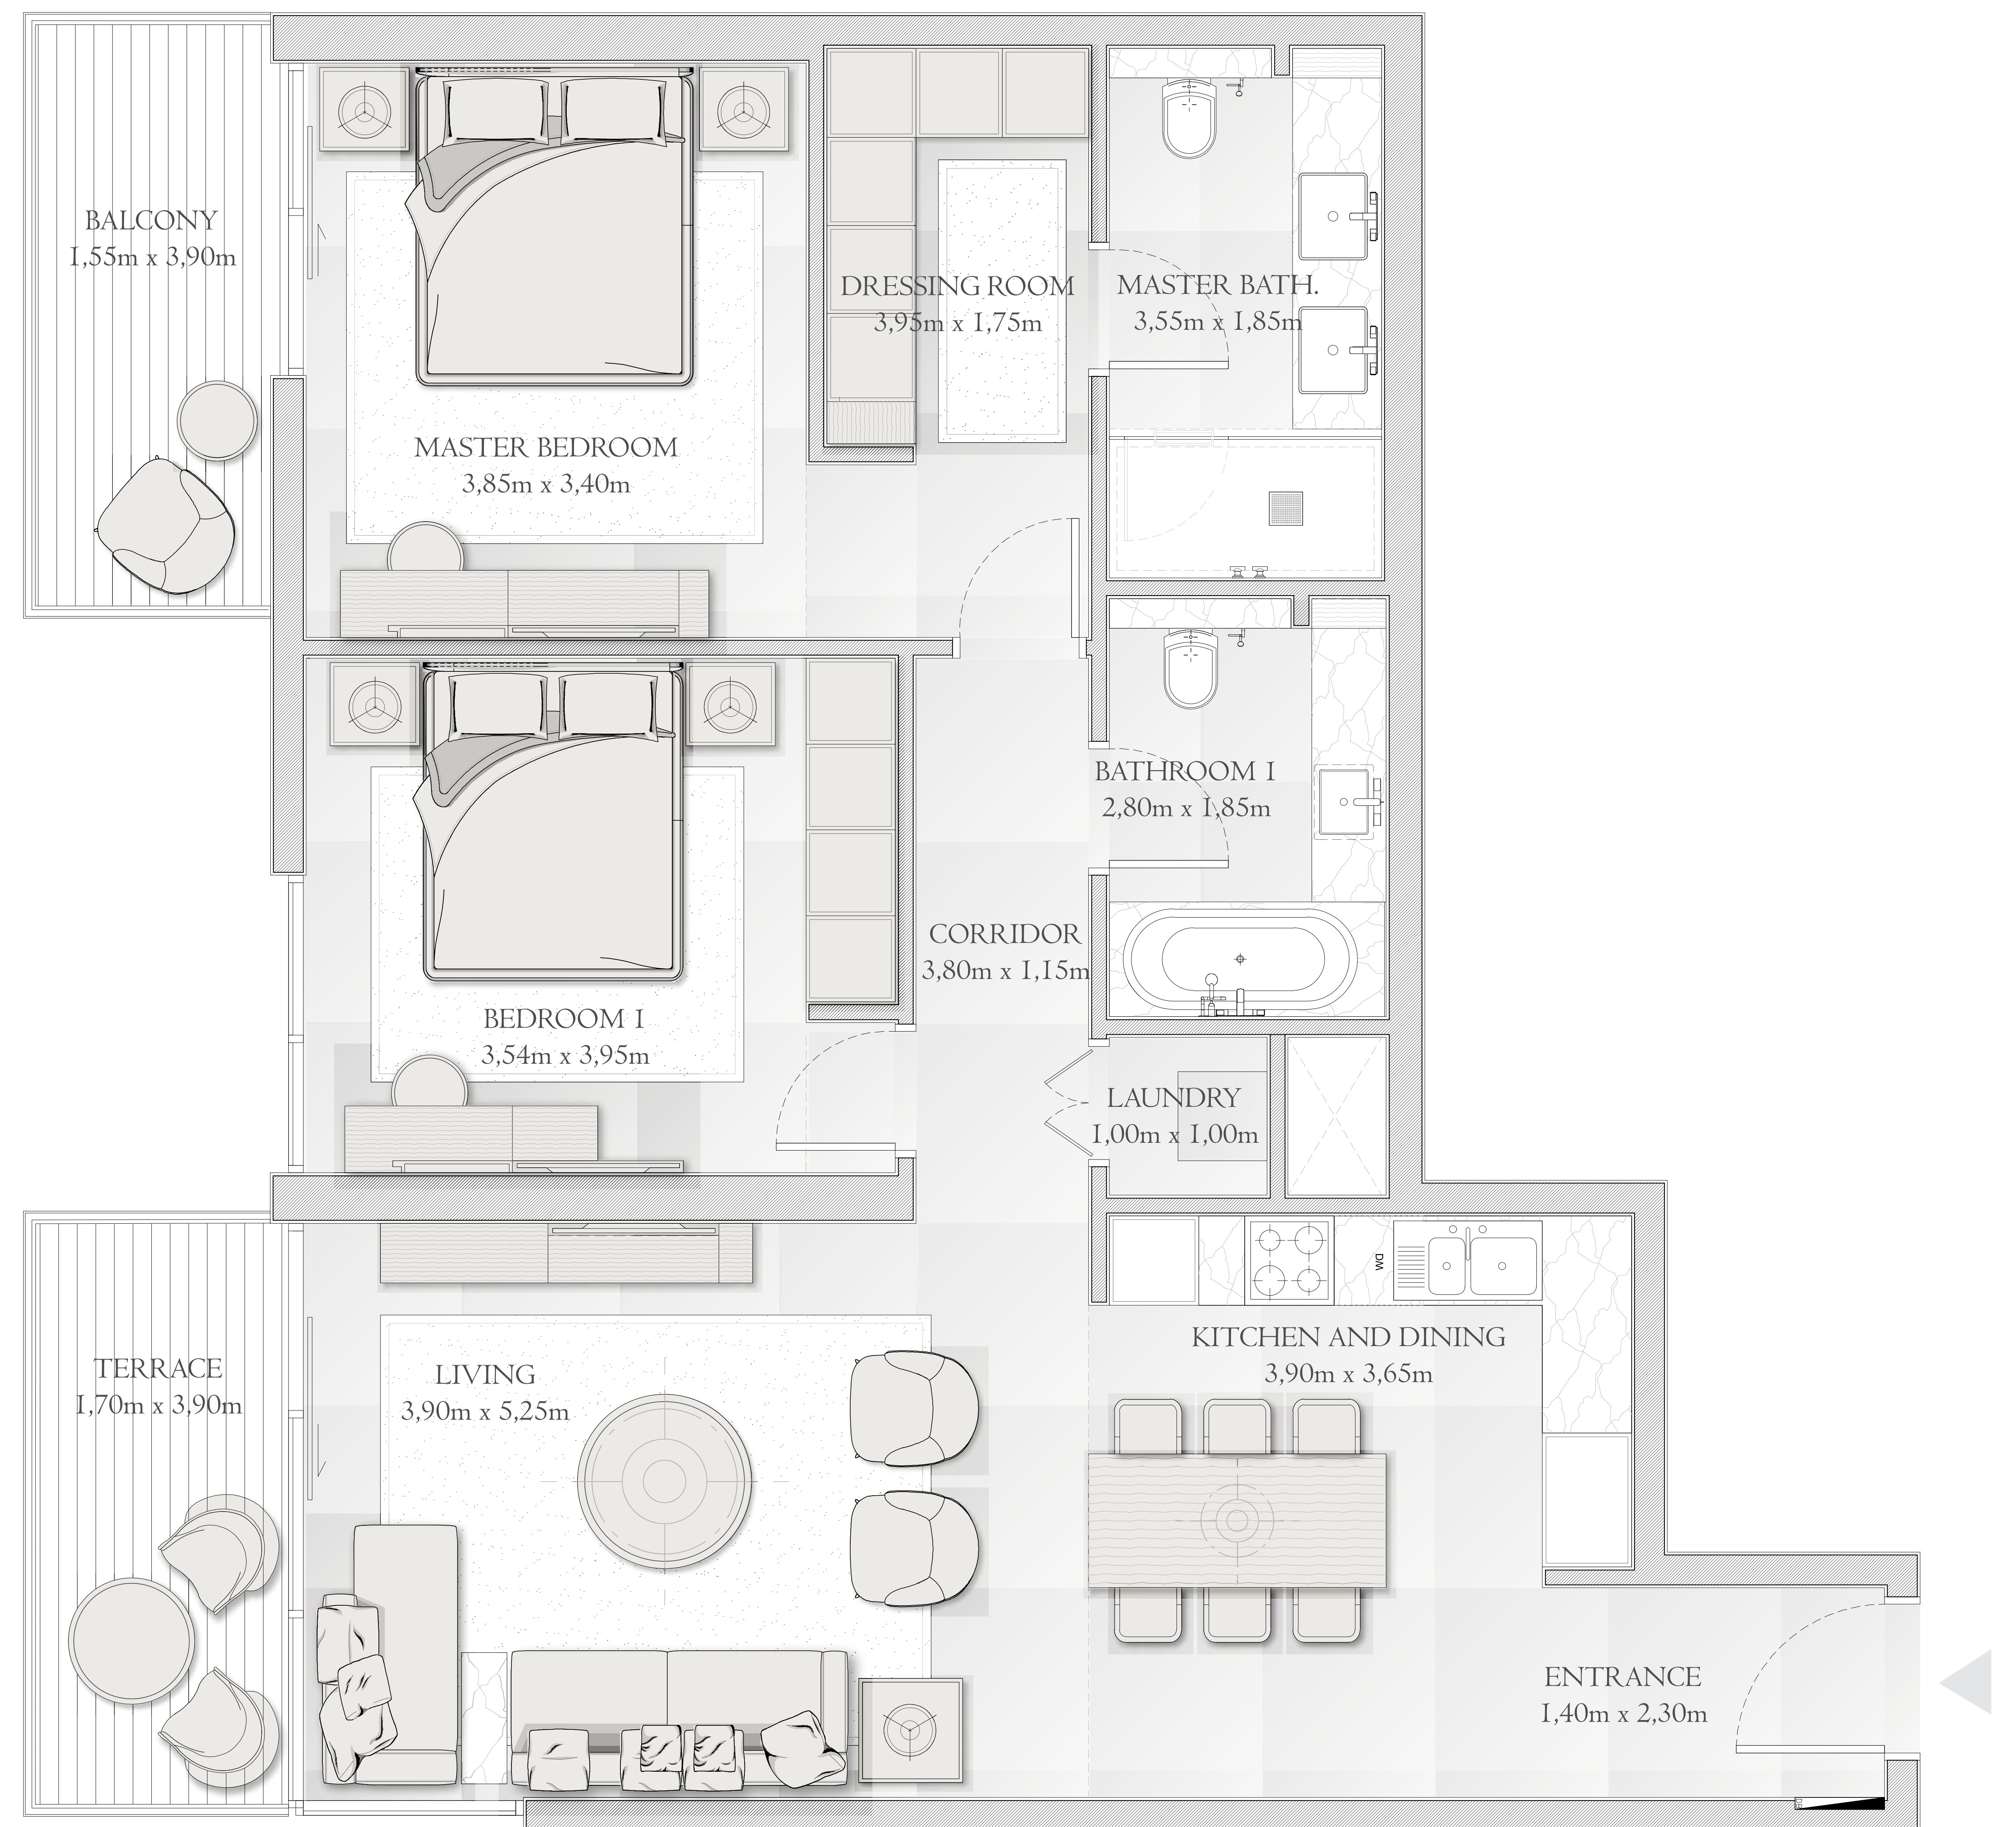 BALCONY
1,55m x 3,90m
DRESSING ROOM
3,95m x 1,75m
MASTER BATH.
3,55m x 1,85m
MASTER BEDROOM
3,85m x 3,40m
BATHROOM 1
2,80m x 1,85m
CORRIDOR
3,80m x 1,15m
BEDROOM 1
3,54m x 3,95m
LAUNDRY
1,00m x 1,00m
DW
KITCHEN AND DINING
3,90m x 3,65m
TERRACE
1,70m x 3,90m
LIVING
3,90m x 5,25m
ENTRANCE
1,40m x 2,30m